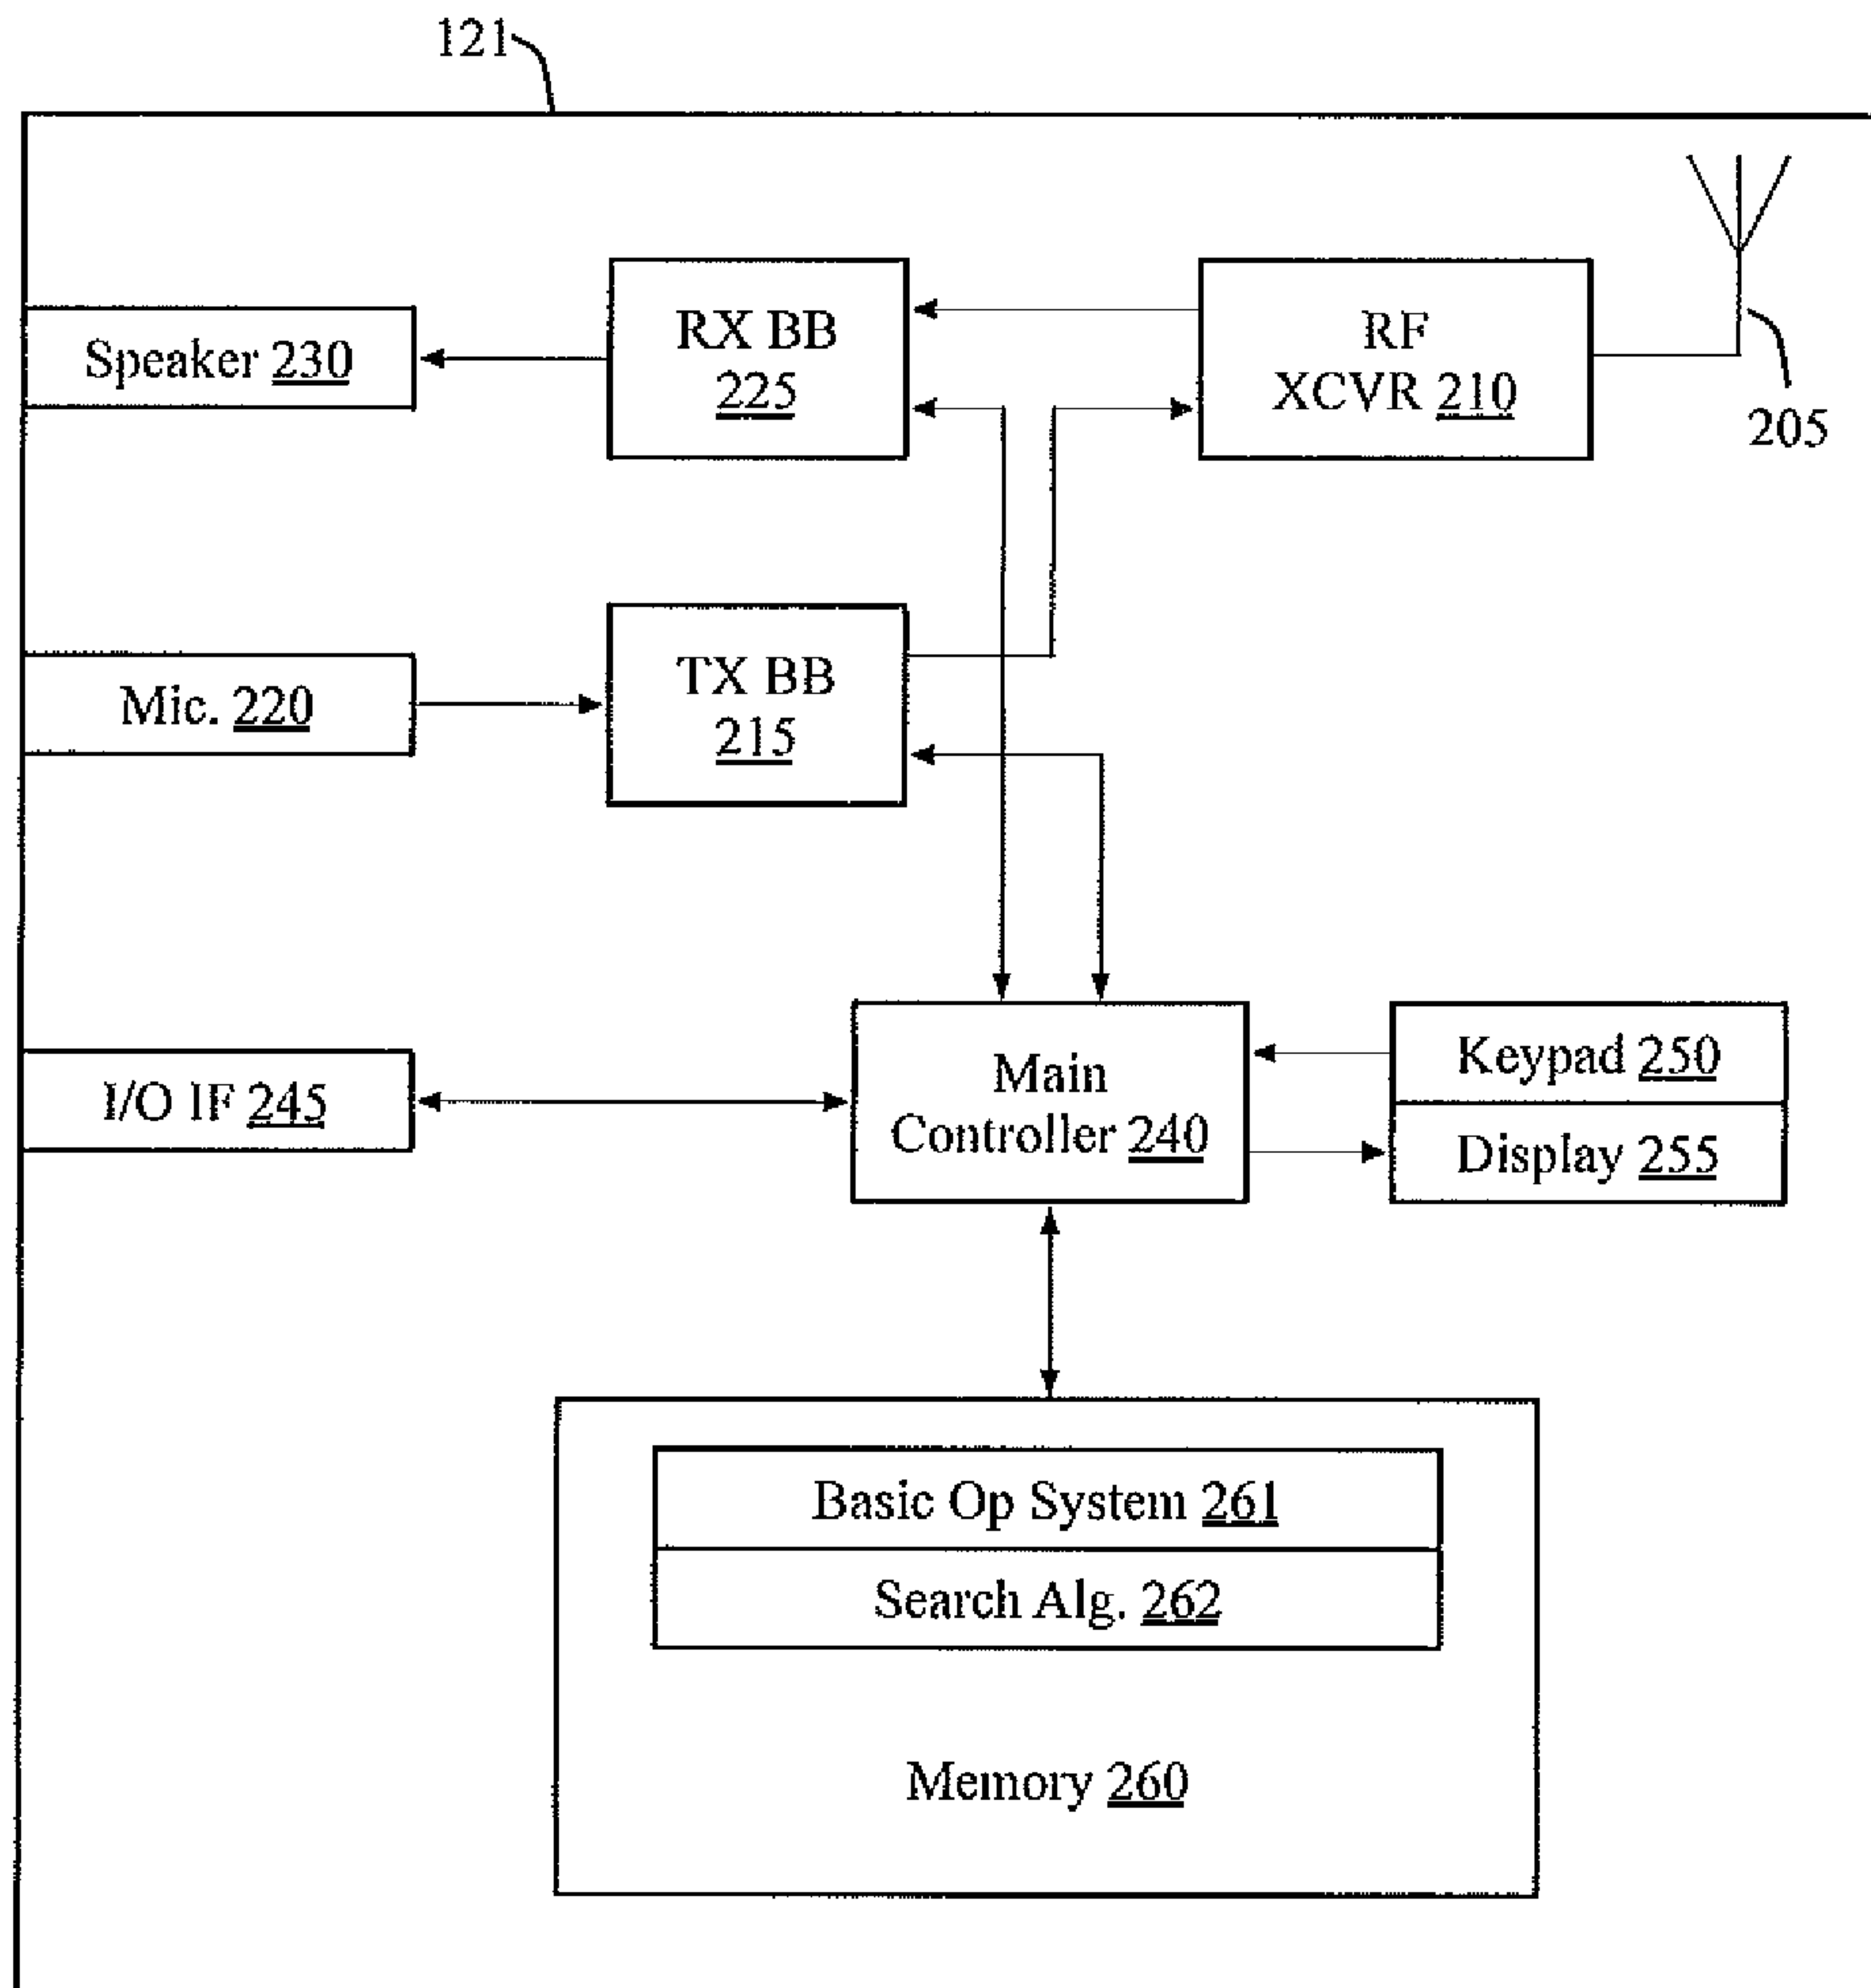 121
RX BB
225
RF
XCVR 210
Speaker 230
205
TX BB
215
Mic. 220
Main
Controller 240
Keypad 250
Display 255
I/O IF 245
Basic Op System 261
Search Alg. 262
Memory 260